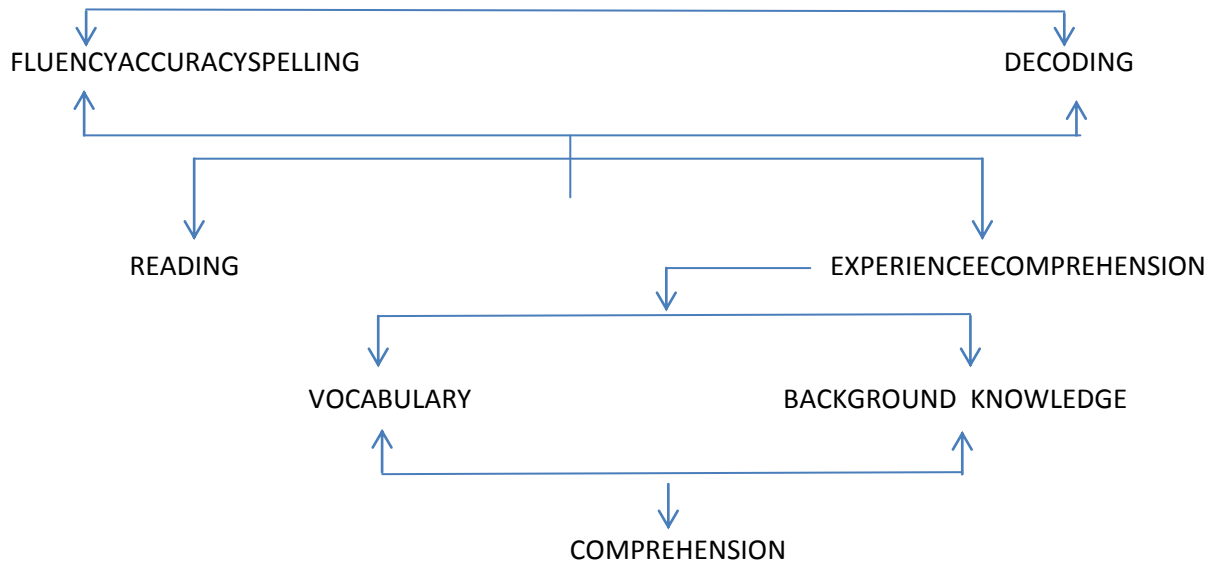 FLUENCYACCURACYSPELLING DECODING
READING EXPERIENCEECOMPREHENSION
VOCABULARY BACKGROUND KNOWLEDGE
COMPREHENSION